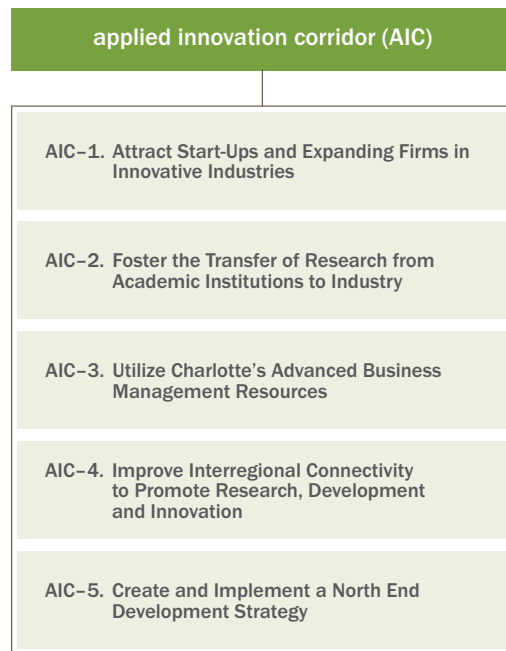 applied innovation corridor (AIC)
AIC–1. Attract Start-Ups and Expanding Firms in
Innovative Industries
AIC–2. Foster the Transfer of Research from
Academic Institutions to Industry
AIC–3. Utilize Charlotte's Advanced Business
Management Resources
AIC–4. Improve Interregional Connectivity
to Promote Research, Development
and Innovation
AIC–5. Create and Implement a North End
Development Strategy